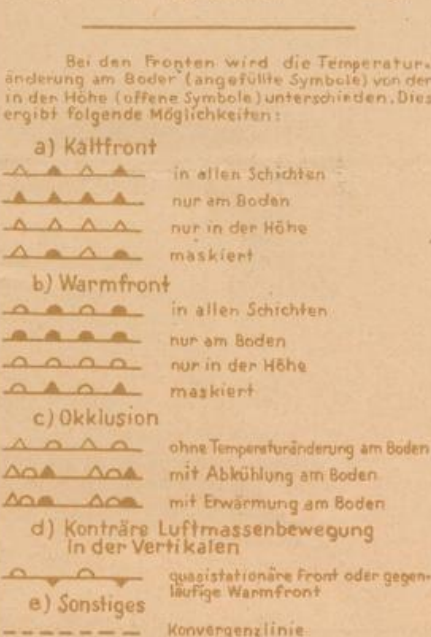 Bei den Fronten wird die Temperatur-
änderung am Boden (angefüllte Symbole) von der
in der Höhe (offene Symbole) unterschinden. Dies
ergibt folgende Möglichkeiten:
a) Kaltfront
in allen Schichten
nur am Boden
nur in der Höhe
maskiert
b) Warmfront
in allen Schichten
nur am Boden
nur in der Höhe
maskiert
c) Okklusion
ohne Temperaturänderung am Boden
mit Abkühlung am Boden
mit Erwärmung am Boden
d) Konträre Luftmassenbewegung
in der Vertikalen
quasistationäre Front oder gegen-
läufige Warmfront
e) Sonstiges
Konvergenzlinie